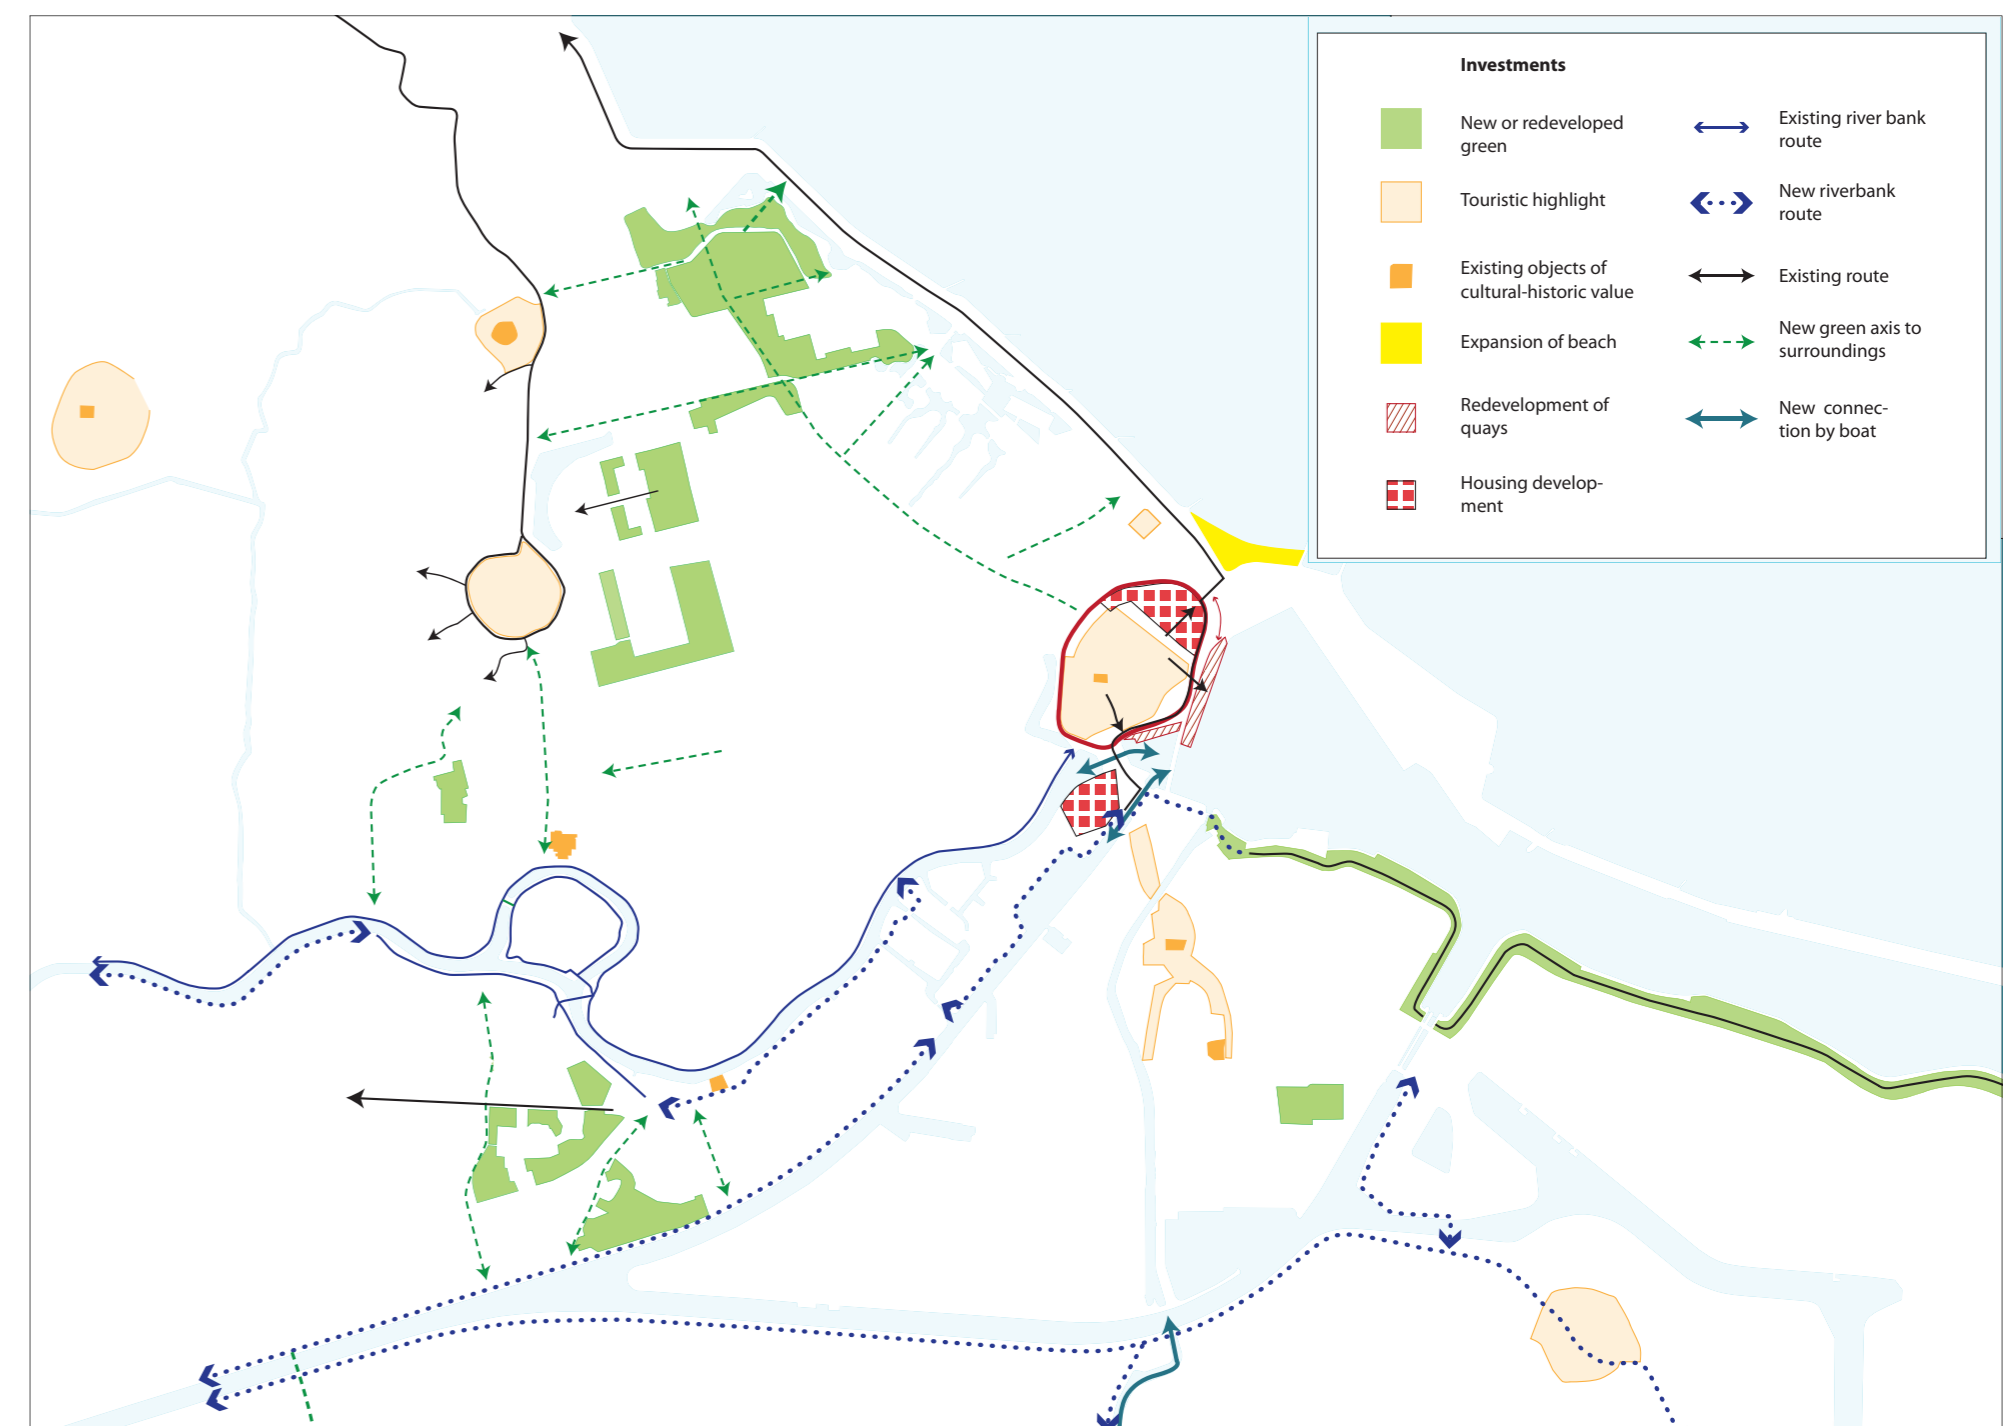 Investments
New or redeveloped
green
Touristic highlight
Existing objects of
cultural-historic value
Expansion of beach
Redevelopment of
quays
Housing develop-
ment
Existing river bank
route
New riverbank
route
Existing route
New green axis to
surroundings
New connec-
tion by boat